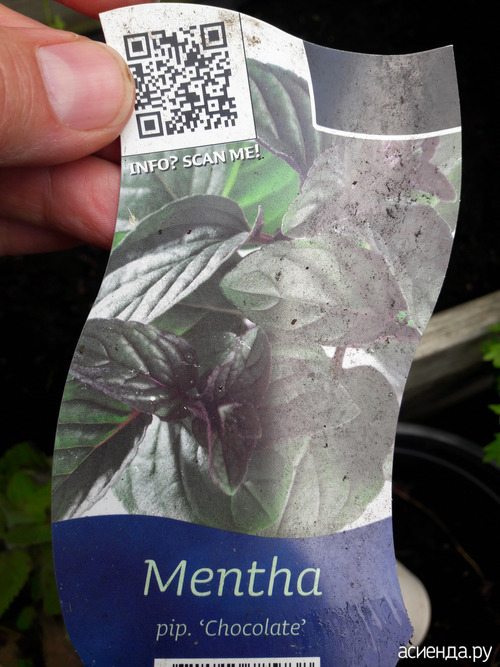 INFO? SCAN ME!
Mentha
pip. ‘Chocolate’
асиенда.ру